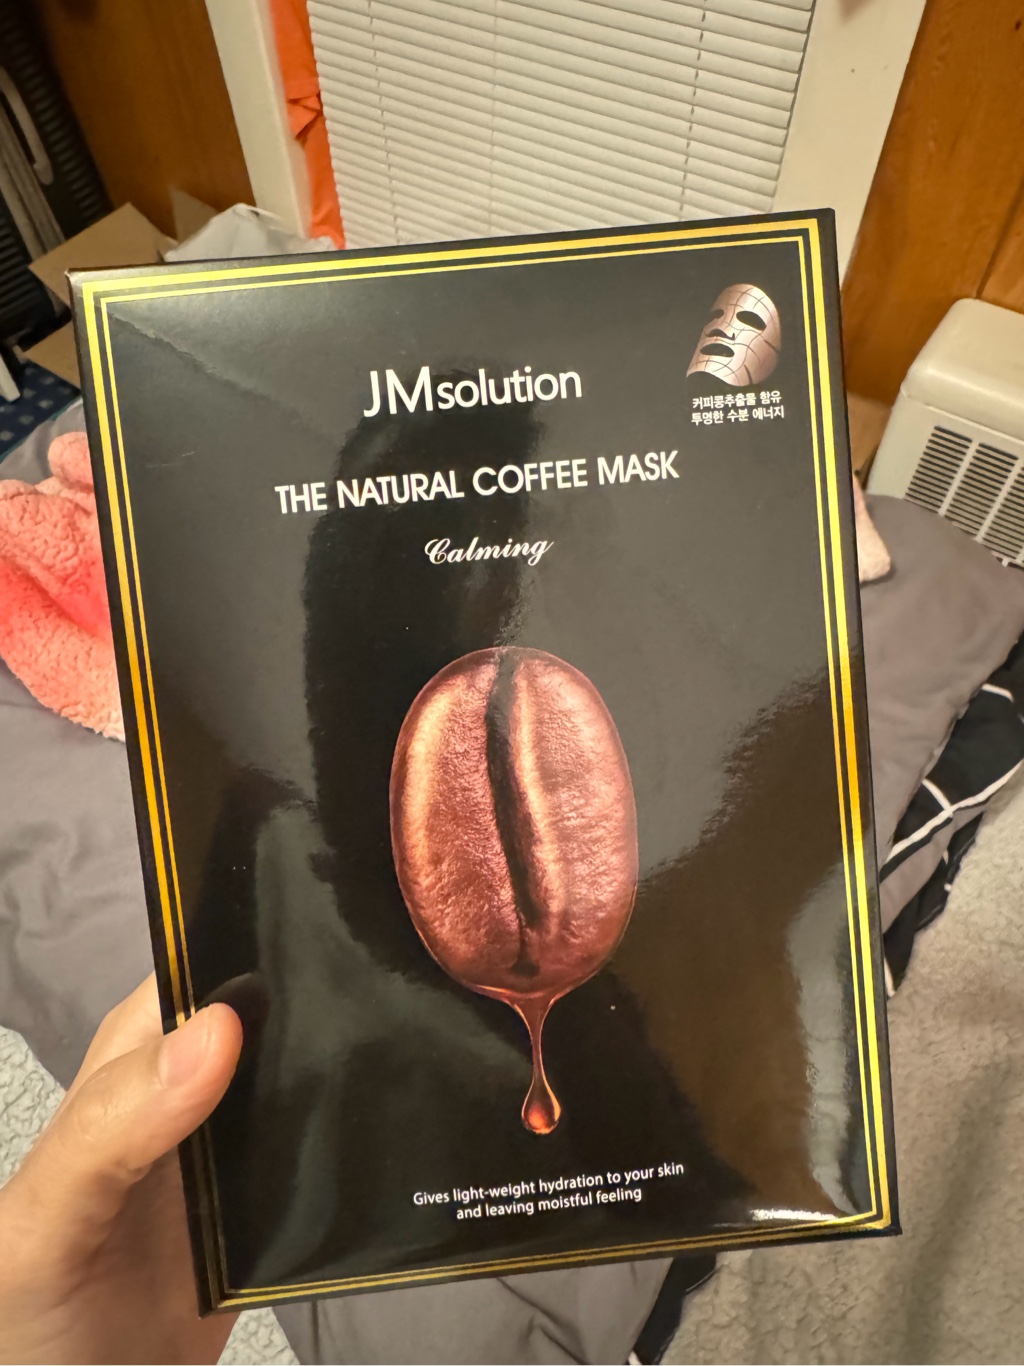 JMsolution
커피콩추출물 함유
투명한 수분 에너지
THE NATURAL COFFEE MASK
Calming
Gives light-weight hydration to your skin
and leaving moistful feeling